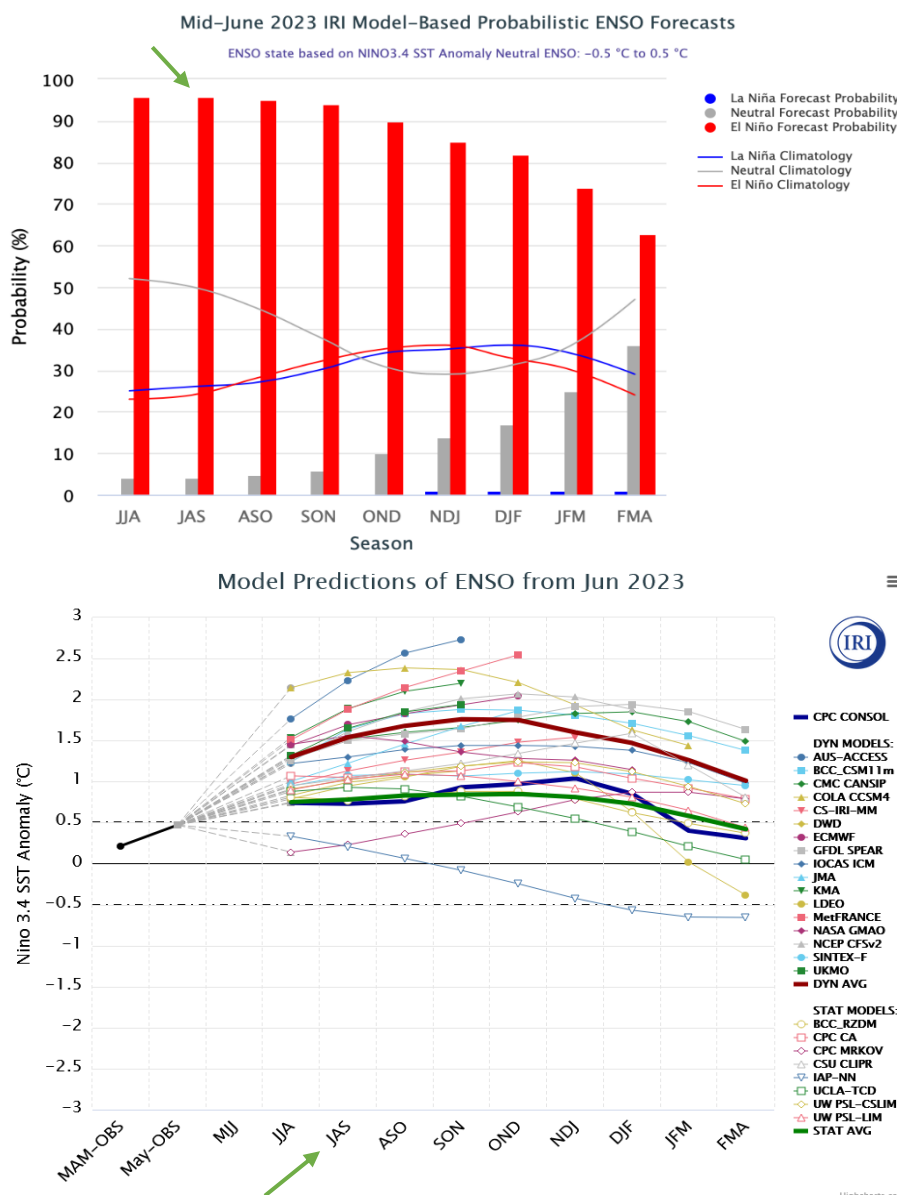 Mid-June 2023 IRI Model-Based Probabilistic ENSO Forecasts
ENSO state based on NINO3.4 SST Anomaly Neutral ENSO: -0.5 °C to 0.5 °C
Probability (%)
100
90
80
70
60
50
40
30
20
10
0
JJA JAS ASO SON OND NDJ DJF JFM FMA
Season
La Niña Forecast Probability
Neutral Forecast Probability
El Niño Forecast Probability
La Niña Climatology
Neutral Climatology
El Niño Climatology
Model Predictions of ENSO from Jun 2023
Nino 3.4 SST Anomaly (°C)
3
2.5
2
1.5
1
0.5
0
-0.5
-1
-1.5
-2
-2.5
-3
MAM-OBS May-OBS MJJ JJA JAS ASO SON OND NDJ DJF JFM FMA
IRI
CPC CONSOL
DYN MODELS:
AUS-ACCESS
BCC_CSM11m
CMC CANSIP
COLA CCSM4
CS-IRI-MM
DWD
ECMWF
GFDL SPEAR
IOCAS ICM
JMA
KMA
LDEO
MetFRANCE
NASA GMAO
NCEP CFSv2
SINTEX-F
UKMO
DYN AVG
STAT MODELS:
BCC_RZDM
CPC CA
CPC MRKOV
CSU CLIPR
IAP-NN
UCLA-TCD
UW PSL-CSLIM
UW PSL-LIM
STAT AVG